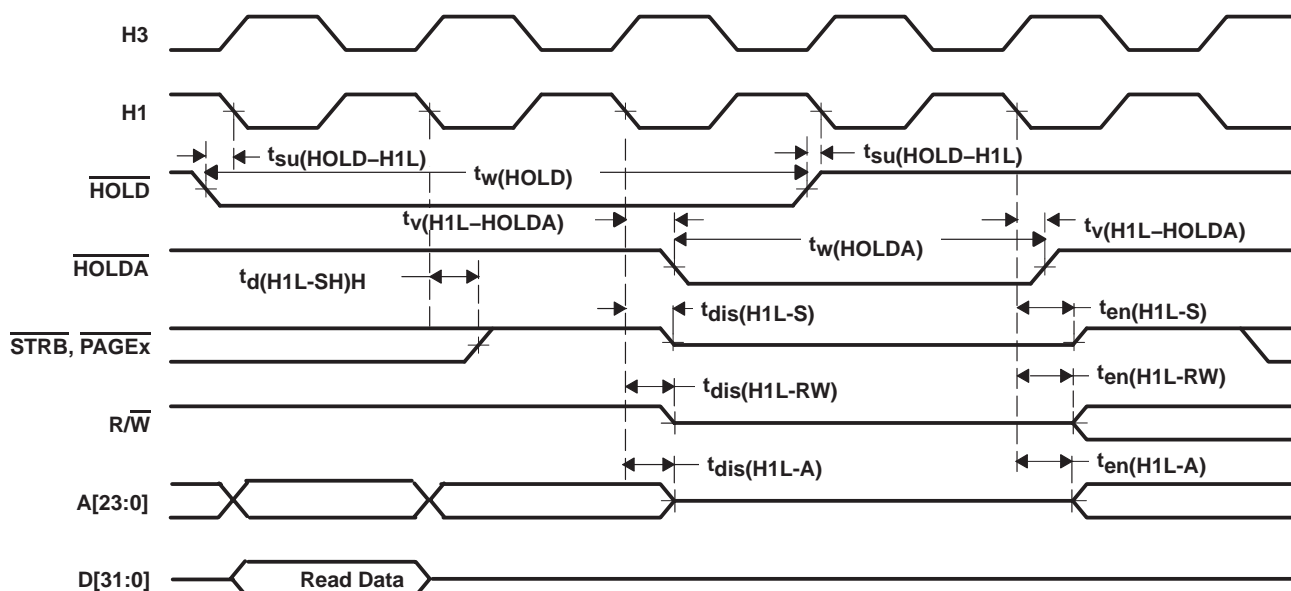 H3
H1
tsu(HOLD–H1L)
tsu(HOLD–H1L)
HOLD
tw(HOLD)
tv(H1L–HOLDA)
tv(H1L–HOLDA)
HOLDA
tw(HOLDA)
td(H1L-SH)H
tdis(H1L-S)
ten(H1L-S)
STRB, PAGEx
tdis(H1L-RW)
ten(H1L-RW)
R/W
tdis(H1L-A)
ten(H1L-A)
A[23:0]
D[31:0]
Read Data